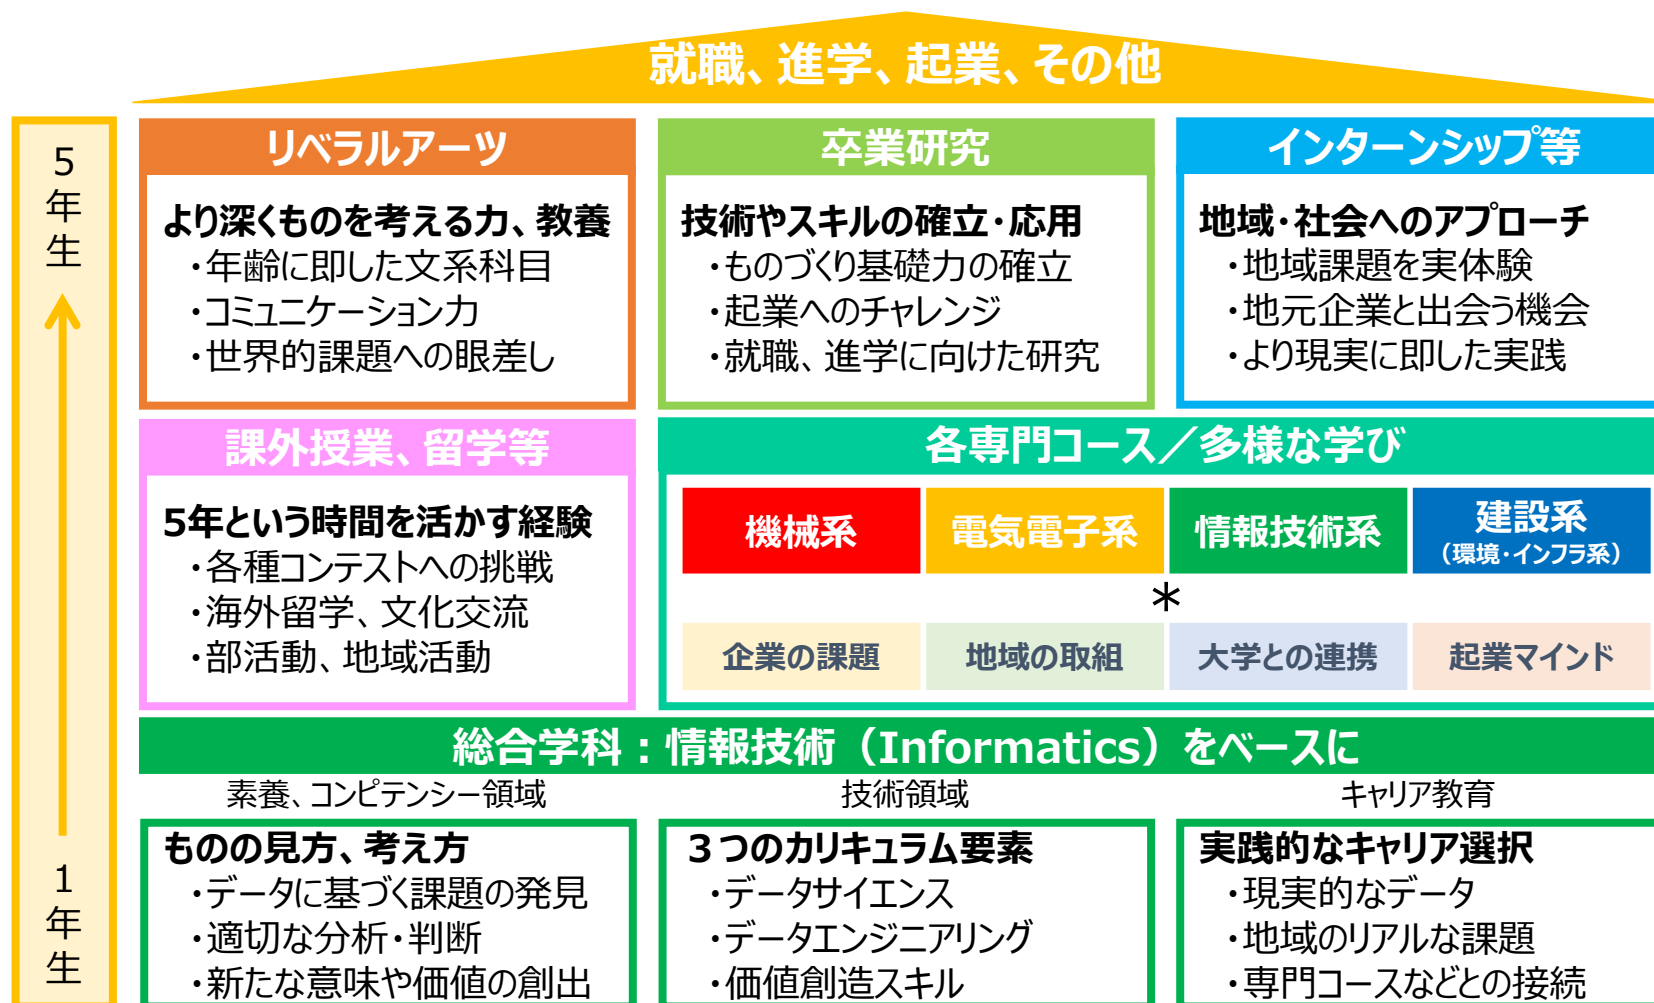 就職、進学、起業、その他
5年生
リベラルアーツ
より深くものを考える力、教養
・年齢に即した文系科目
・コミュニケーション力
・世界的課題への眼差し
卒業研究
技術やスキルの確立・応用
・ものづくり基礎力の確立
・起業へのチャレンジ
・就職、進学に向けた研究
インターンシップ等
地域・社会へのアプローチ
・地域課題を実体験
・地元企業と出会う機会
・より現実に即した実践
課外授業、留学等
5年という時間を活かす経験
・各種コンテストへの挑戦
・海外留学、文化交流
・部活動、地域活動
各専門コース／多様な学び
機械系
電気電子系
情報技術系
建設系
（環境・インフラ系）
＊
企業の課題
地域の取組
大学との連携
起業マインド
総合学科：情報技術（Informatics）をベースに
素養、コンピテンシー領域
技術領域
キャリア教育
1年生
ものの見方、考え方
・データに基づく課題の発見
・適切な分析・判断
・新たな意味や価値の創出
３つのカリキュラム要素
・データサイエンス
・データエンジニアリング
・価値創造スキル
実践的なキャリア選択
・現実的なデータ
・地域のリアルな課題
・専門コースなどとの接続